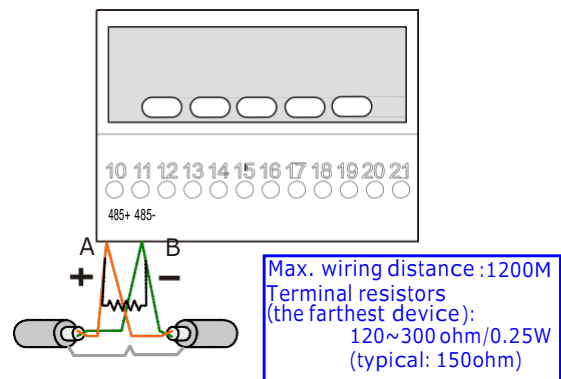 10 11 12 13 14 15 16 17 18 19 20 21
485+ 485-
A B
+ −
Max. wiring distance :1200M
Terminal resistors
(the farthest device):
120~300 ohm/0.25W
(typical: 150ohm)